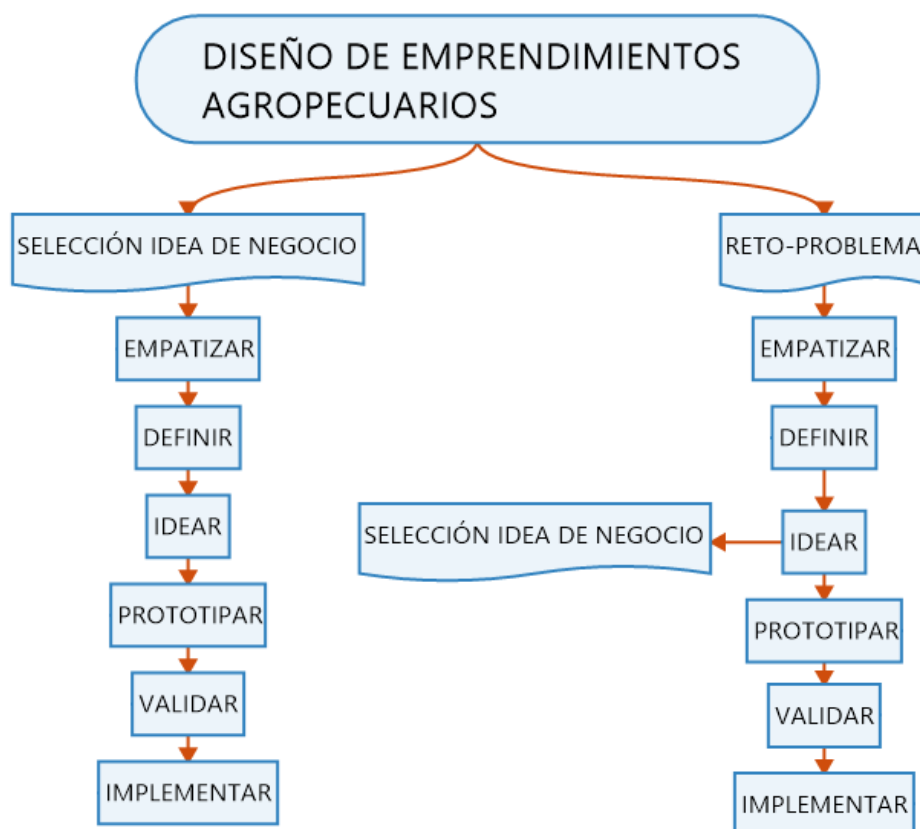 DISEÑO DE EMPRENDIMIENTOS
AGROPECUARIOS
SELECCIÓN IDEA DE NEGOCIO
EMPATIZAR
DEFINIR
IDEAR
PROTOTIPAR
VALIDAR
IMPLEMENTAR
RETO-PROBLEMA
EMPATIZAR
DEFINIR
IDEAR
SELECCIÓN IDEA DE NEGOCIO
PROTOTIPAR
VALIDAR
IMPLEMENTAR